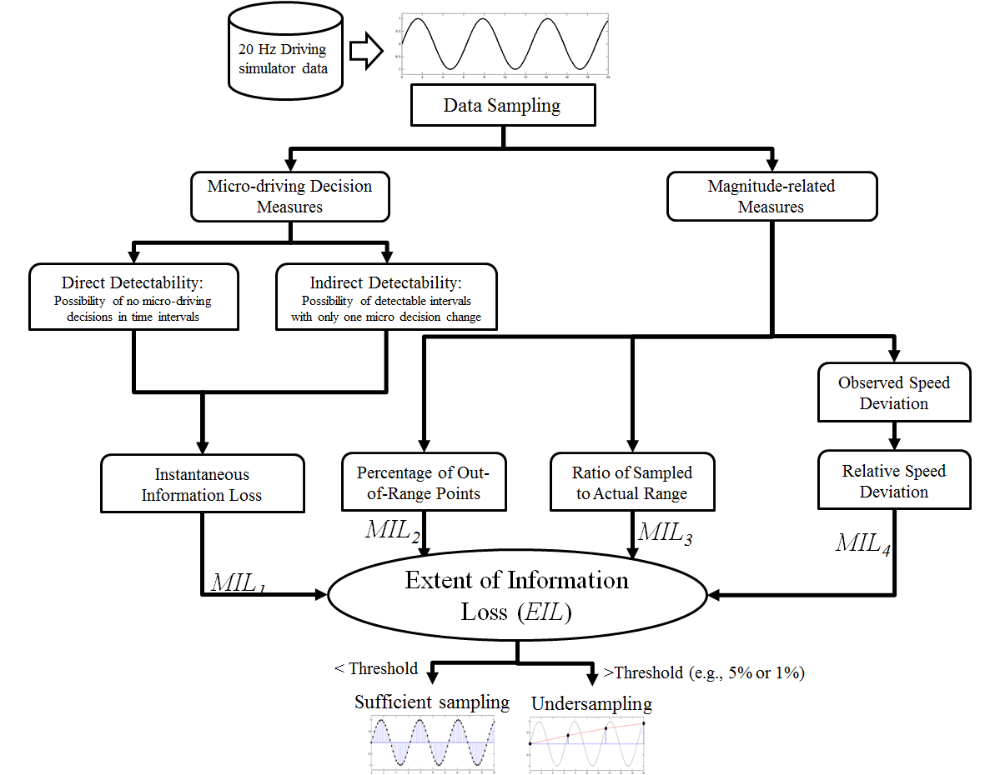 20 Hz Driving
simulator data
Data Sampling
Micro-driving Decision
Measures
Magnitude-related
Measures
Direct Detectability:
Possibility of no micro-driving
decisions in time intervals
Indirect Detectability:
Possibility of detectable intervals
with only one micro decision change
Observed Speed
Deviation
Instantaneous
Information Loss
Percentage of Out-
of-Range Points
Ratio of Sampled
to Actual Range
Relative Speed
Deviation
MIL2
MIL3
MIL4
MIL1
Extent of Information
Loss (EIL)
< Threshold
>Threshold (e.g., 5% or 1%)
Sufficient sampling
Undersampling